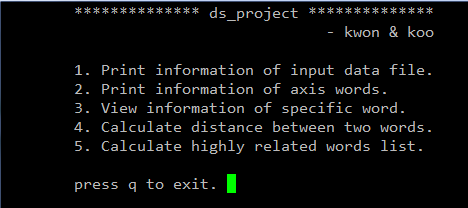 ************** ds_project **************
- kwon & koo
1. Print information of input data file.
2. Print information of axis words.
3. View information of specific word.
4. Calculate distance between two words.
5. Calculate highly related words list.
press q to exit.